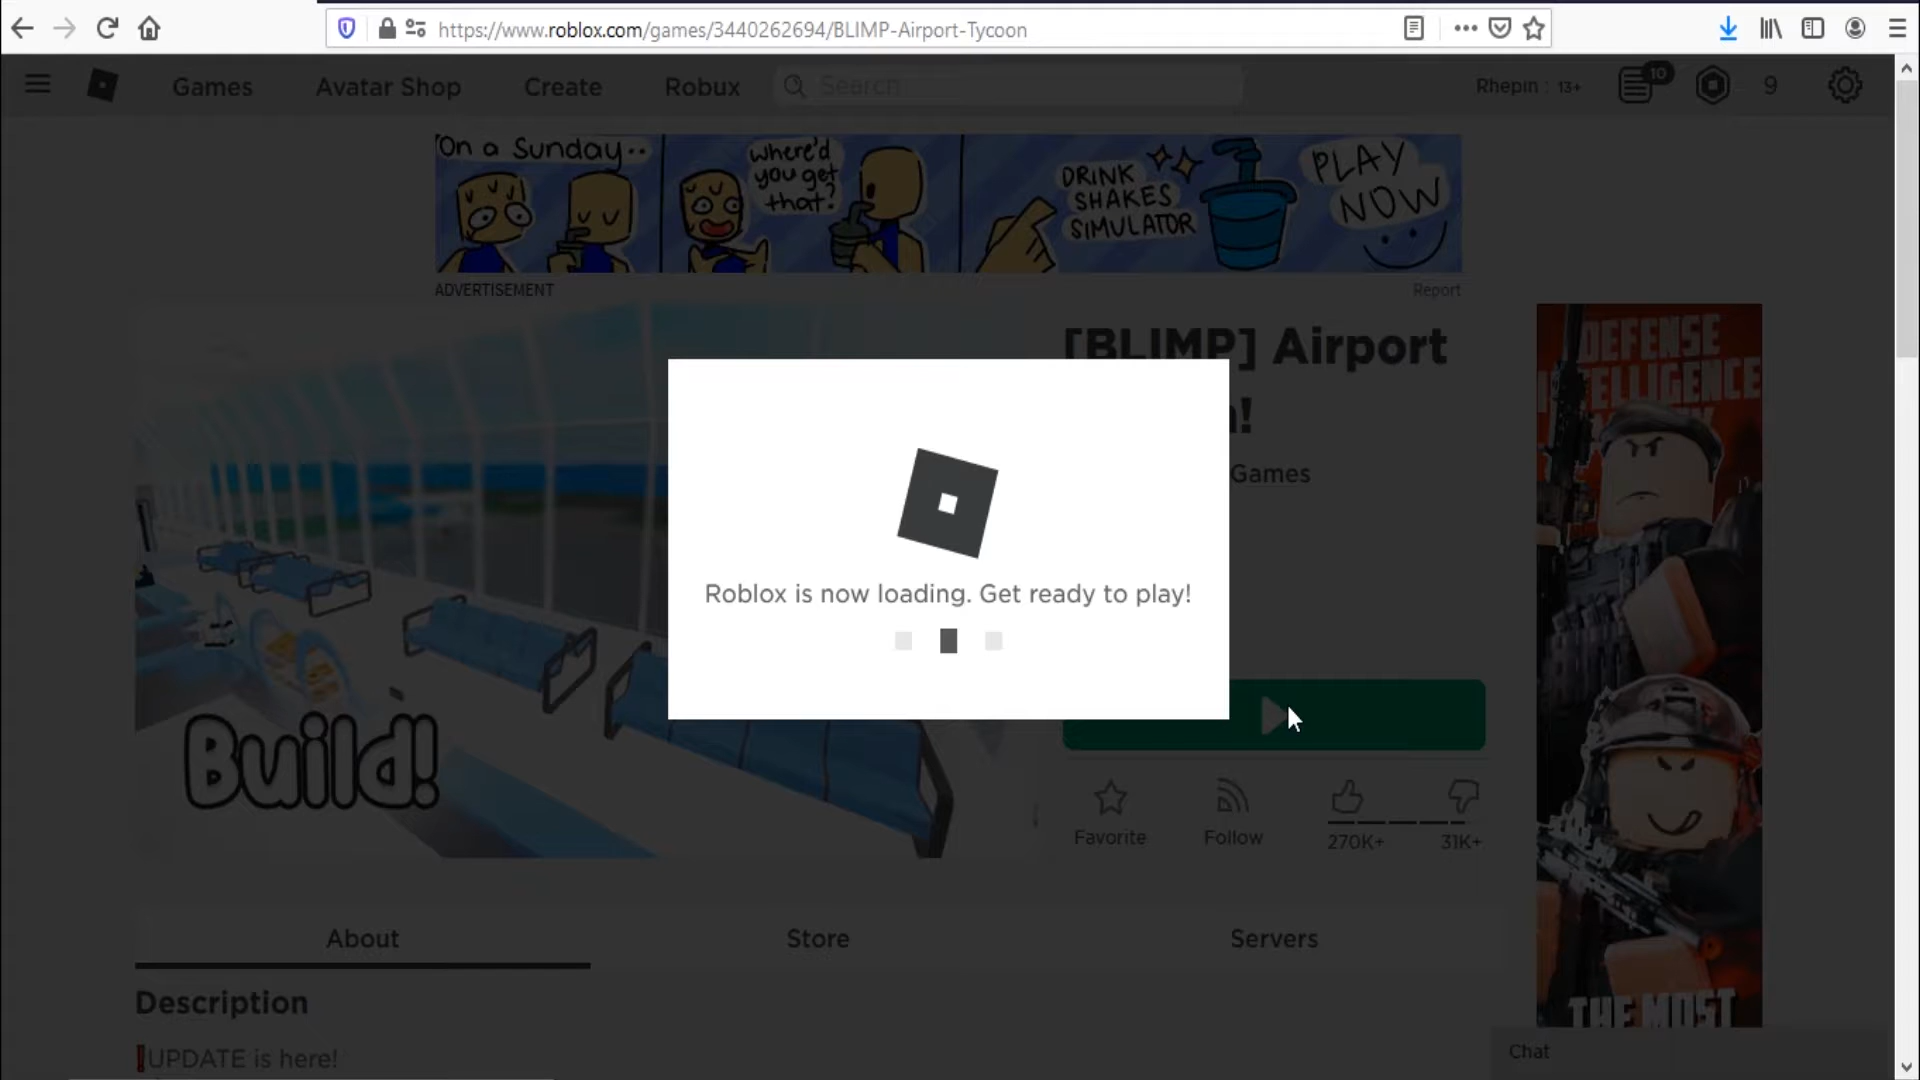 https://www.roblox.com/games/3440262694/BLIMP-Airport-Tycoon
Games
Avatar Shop
Create
Robux
Search
Rhepin : 13+
10
9
On a Sunday..
where'd
you get
that?
DRINK
SHAKES
SIMULATOR
PLAY
NOW
ADVERTISEMENT
Report
[BLIMP] Airport
!
Games
Roblox is now loading. Get ready to play!
Build!
Favorite
Follow
270K+
31K+
DEFENSE
THE MOST
About
Store
Servers
Description
❗UPDATE is here!
Chat